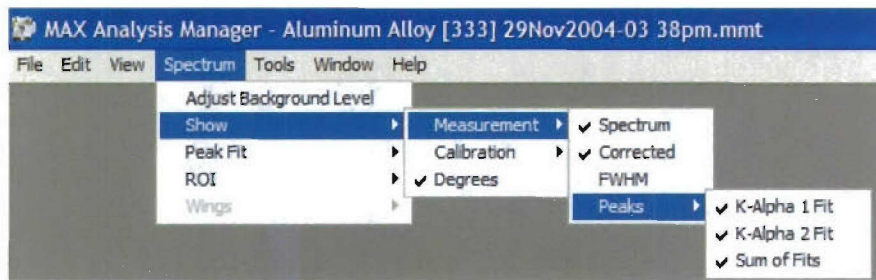 MAX Analysis Manager - Aluminum Alloy [333] 29Nov2004-03 38pm.mmt
File Edit View Spectrum Tools Window Help
Adjust Background Level
Show
Peak Fit
ROI
Wings
Measurement
Calibration
Degrees
Spectrum
Corrected
FWHM
Peaks
K-Alpha 1 Fit
K-Alpha 2 Fit
Sum of Fits